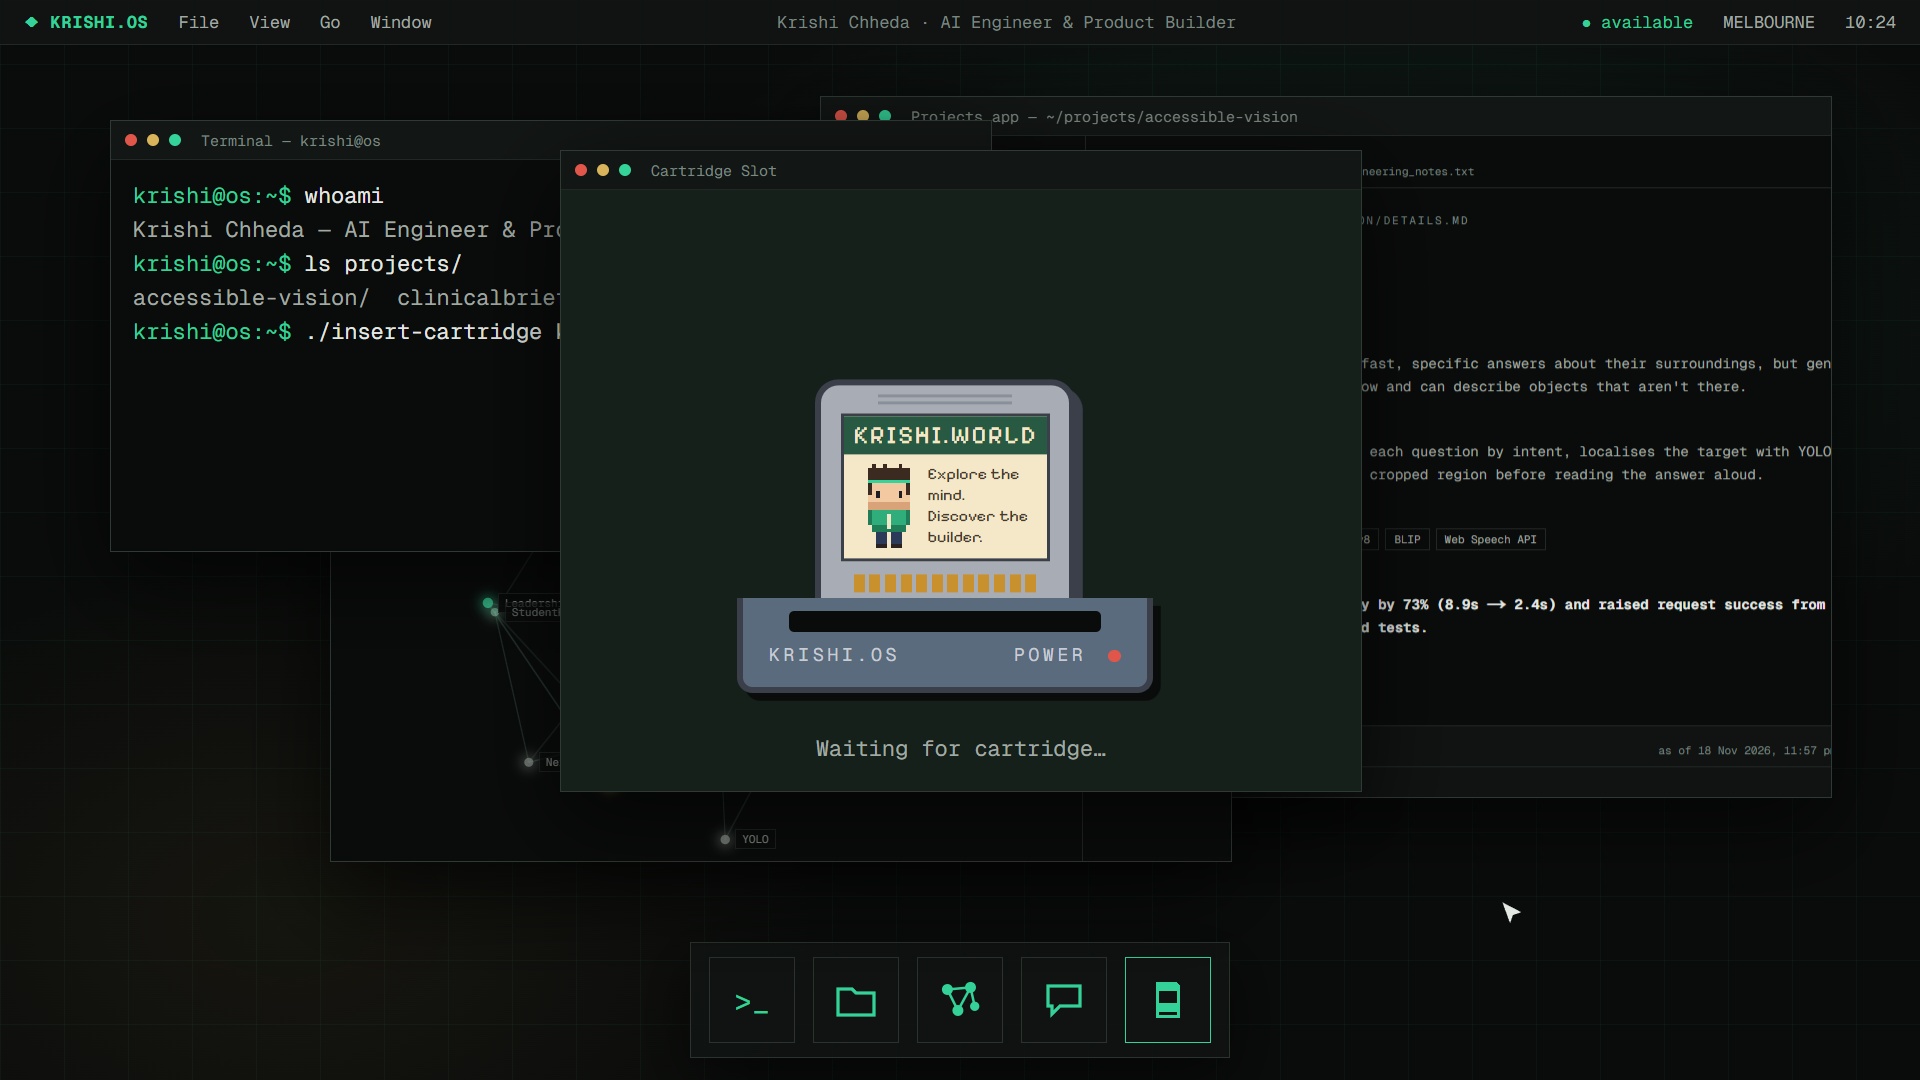 KRISHI.OS File View Go Window
Krishi Chheda · AI Engineer & Product Builder
available MELBOURNE 10:24
Projects app — ~/projects/accessible-vision
Terminal — krishi@os
krishi@os:~$ whoami
Krishi Chheda — AI Engineer &
krishi@os:~$ ls projects/
accessible-vision/
krishi@os:~$ ./insert-cartridge
Cartridge Slot
KRISHI.WORLD
Explore the
mind.
Discover the
builder.
KRISHI.OS POWER
Waiting for cartridge…
neering_notes.txt
/DETAILS.MD
fast, specific answers about their surroundings, but gen
ow and can describe objects that aren't there.
each question by intent, localises the target with YOLO
cropped region before reading the answer aloud.
BLIP Web Speech API
y by 73% (8.9s → 2.4s) and raised request success from
d tests.
as of 18 Nov 2026, 11:57
YOLO
>_